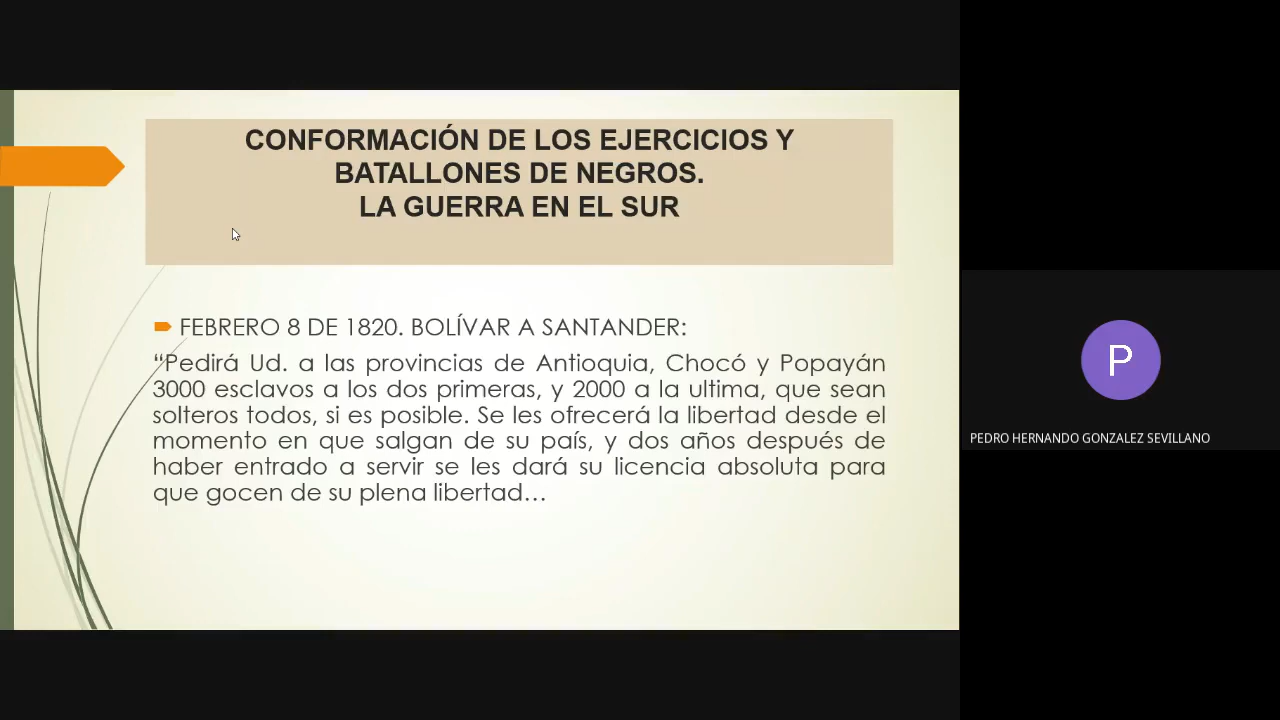 CONFORMACIÓN DE LOS EJERCICIOS Y
BATALLONES DE NEGROS.
LA GUERRA EN EL SUR
FEBRERO 8 DE 1820. BOLÍVAR A SANTANDER:
“Pedirá Ud. a las provincias de Antioquia, Chocó y Popayán
3000 esclavos a los dos primeras, y 2000 a la ultima, que sean
solteros todos, si es posible. Se les ofrecerá la libertad desde el
momento en que salgan de su país, y dos años después de
haber entrado a servir se les dará su licencia absoluta para
que gocen de su plena libertad…
P
PEDRO HERNANDO GONZALEZ SEVILLANO